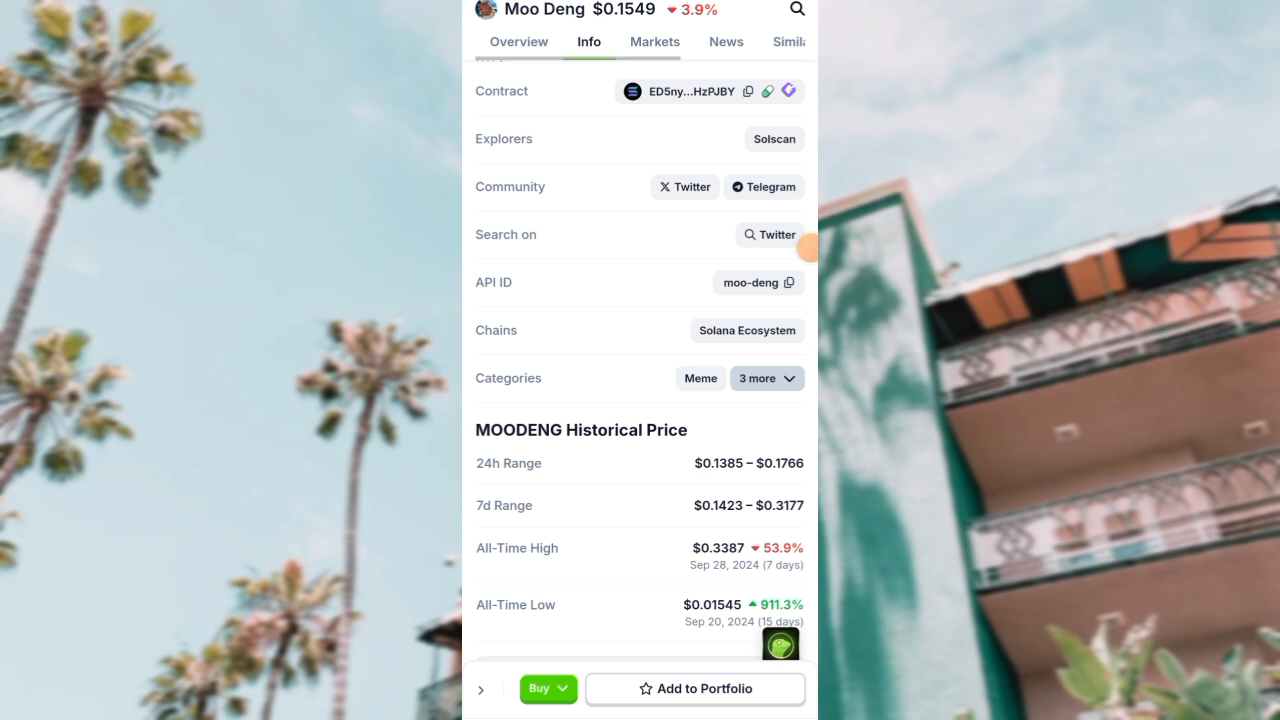 Moo Deng $0.1549 3.9%
Overview Info Markets News Simila
Contract ED5ny...HzPJBY
Explorers Solscan
Community Twitter Telegram
Search on Twitter
API ID moo-deng
Chains Solana Ecosystem
Categories Meme 3 more
MOODENG Historical Price
24h Range $0.1385 – $0.1766
7d Range $0.1423 – $0.3177
All-Time High $0.3387 53.9%
Sep 28, 2024 (7 days)
All-Time Low $0.01545 911.3%
Sep 20, 2024 (15 days)
Buy Add to Portfolio